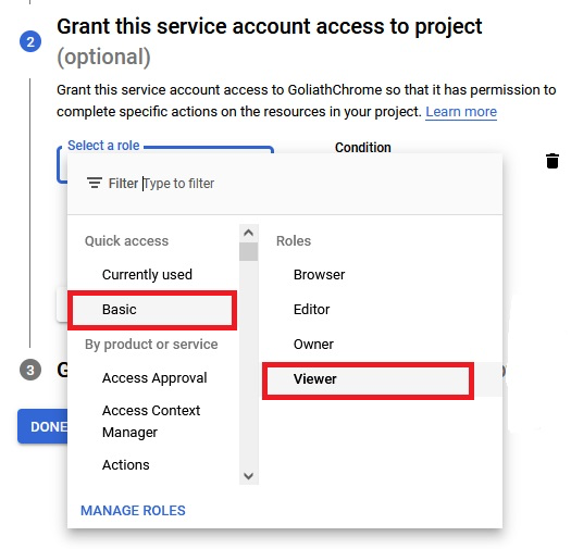 2
Grant this service account access to project
(optional)
Grant this service account access to GoliathChrome so that it has permission to
complete specific actions on the resources in your project. Learn more
Select a role
Condition
Filter Type to filter
Quick access
Currently used
Basic
By product or service
Access Approval
Access Context
Manager
Actions
Roles
Browser
Editor
Owner
Viewer
3
G
DONE
MANAGE ROLES